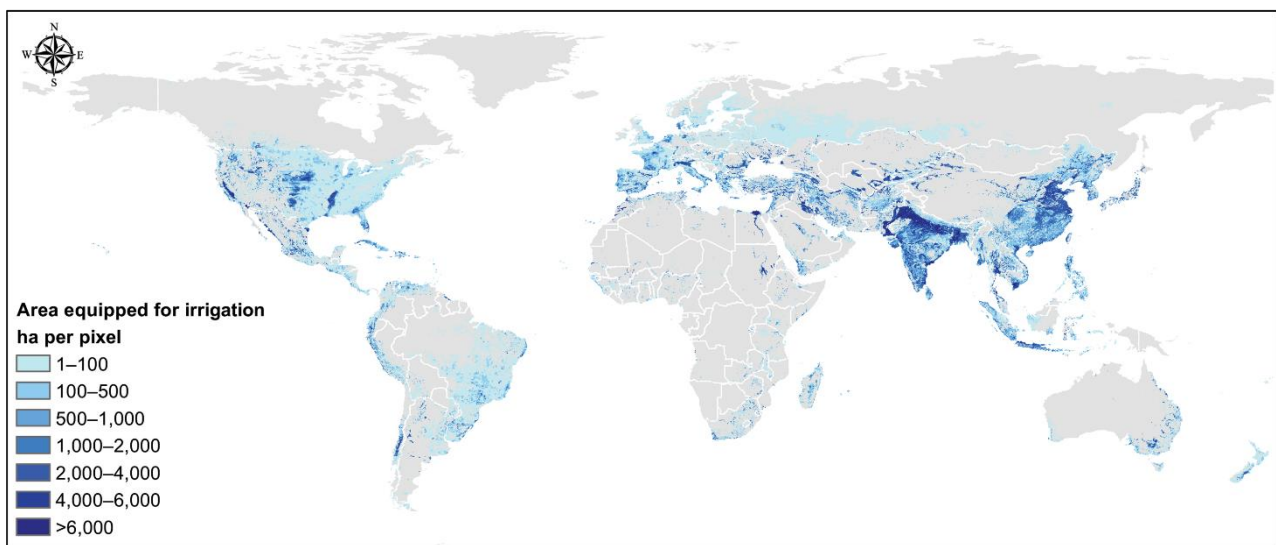 N
W E
S
Area equipped for irrigation
ha per pixel
1–100
100–500
500–1,000
1,000–2,000
2,000–4,000
4,000–6,000
>6,000